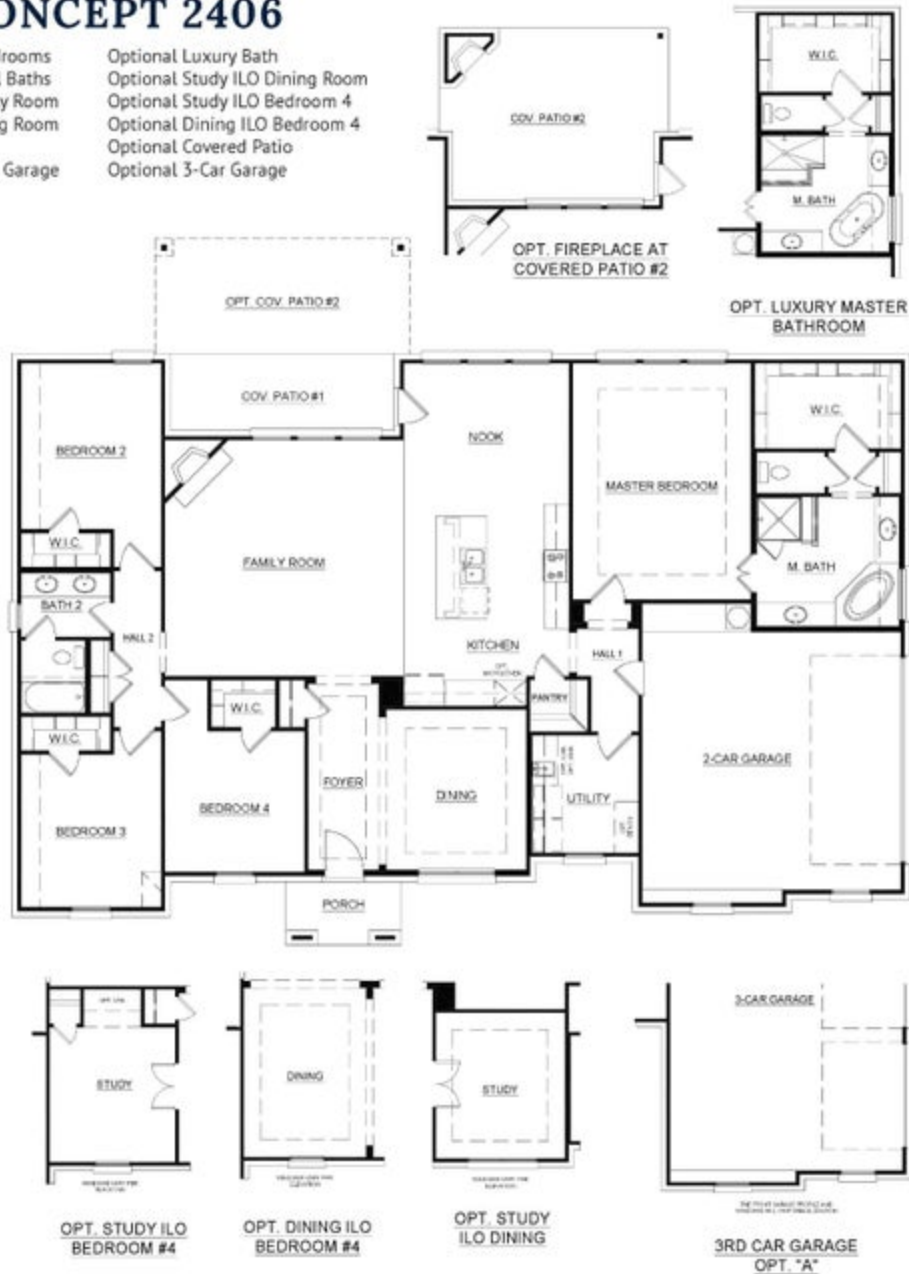 ONCEPT 2406
rooms
Baths
y Room
g Room
Garage
Optional Luxury Bath
Optional Study ILO Dining Room
Optional Study ILO Bedroom 4
Optional Dining ILO Bedroom 4
Optional Covered Patio
Optional 3-Car Garage
COV. PATIO #2
OPT. FIREPLACE AT
COVERED PATIO #2
W.I.C.
M. BATH
OPT. LUXURY MASTER
BATHROOM
OPT. COV. PATIO #2
COV. PATIO #1
BEDROOM 2
NOOK
W.I.C.
MASTER BEDROOM
W.I.C.
FAMILY ROOM
M. BATH
BATH 2
HALL 2
KITCHEN
HALL 1
OPT.
PANTRY
W.I.C.
W.I.C.
2-CAR GARAGE
FOYER
DINING
UTILITY
BEDROOM 4
BEDROOM 3
PORCH
STUDY
OPT. STUDY ILO
BEDROOM #4
DINING
OPT. DINING ILO
BEDROOM #4
STUDY
OPT. STUDY
ILO DINING
3-CAR GARAGE
3RD CAR GARAGE
OPT. "A"